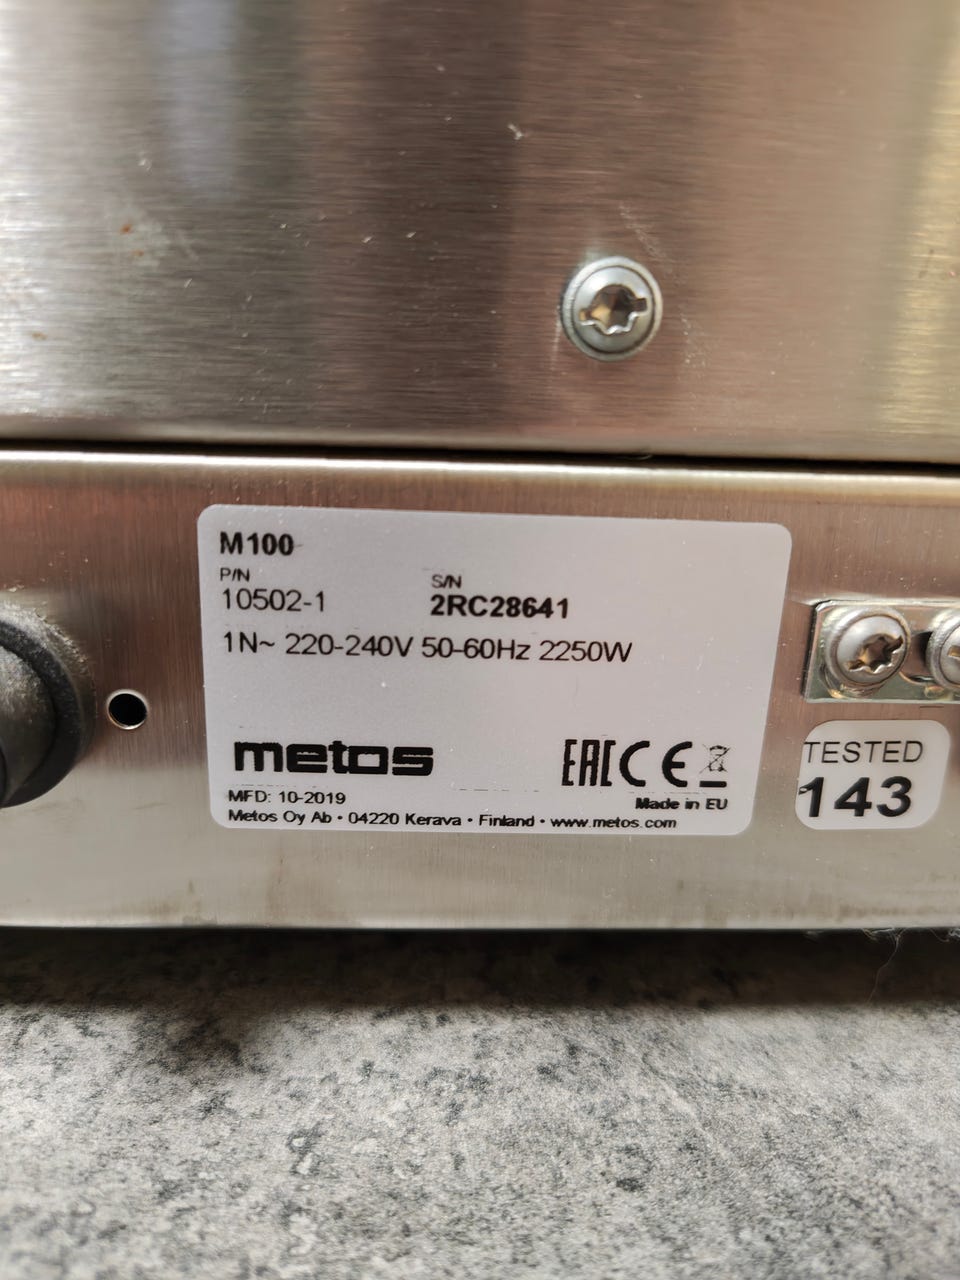 M100
P/N
10502-1
S/N
2RC28641
1N~ 220-240V 50-60Hz 2250W
metos
EAC CE
MFD: 10-2019
Made in EU
Metos Oy Ab • 04220 Kerava • Finland • www.metos.com
TESTED
143